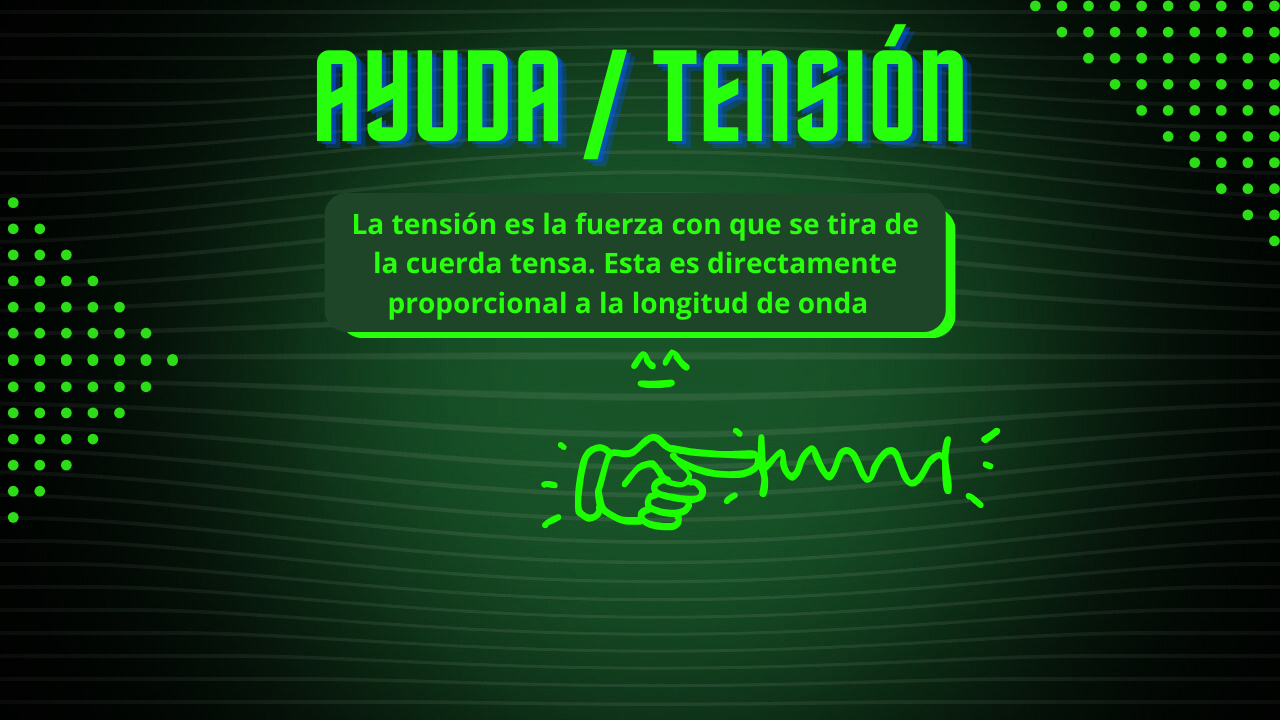 AYUDA / TENSIÓN
La tensión es la fuerza con que se tira de
la cuerda tensa. Esta es directamente
proporcional a la longitud de onda